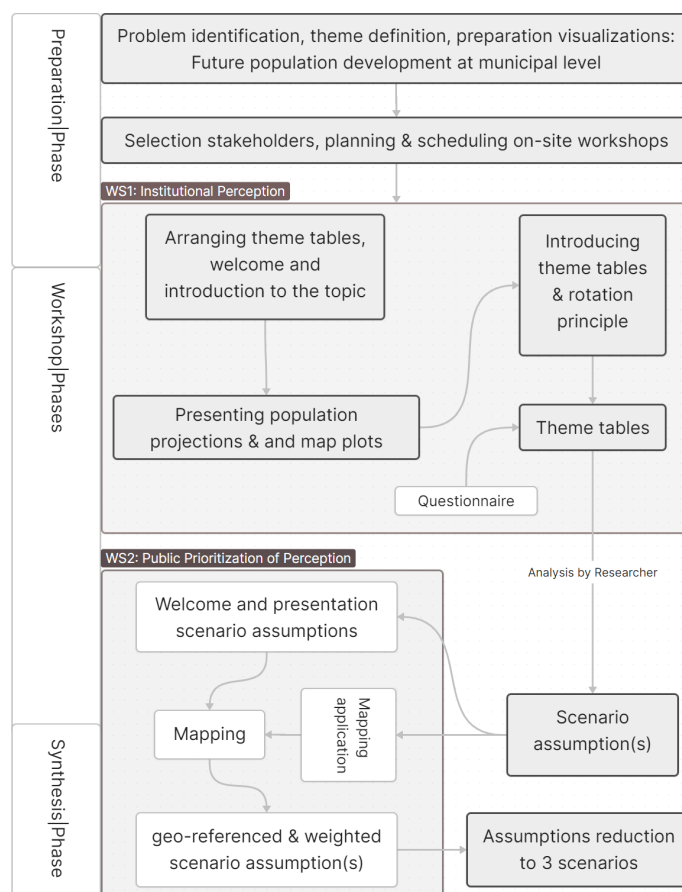 Preparation|Phase
Problem identification, theme definition, preparation visualizations:
Future population development at municipal level
Selection stakeholders, planning & scheduling on-site workshops
WS1: Institutional Perception
Workshop|Phases
Arranging theme tables,
welcome and
introduction to the topic
Introducing
theme tables
& rotation
principle
Presenting population
projections & and map plots
Theme tables
Questionnaire
Analysis by Researcher
WS2: Public Prioritization of Perception
Welcome and presentation
scenario assumptions
Mapping
Mapping
application
Scenario
assumption(s)
Synthesis|Phase
geo-referenced & weighted
scenario assumption(s)
Assumptions reduction
to 3 scenarios